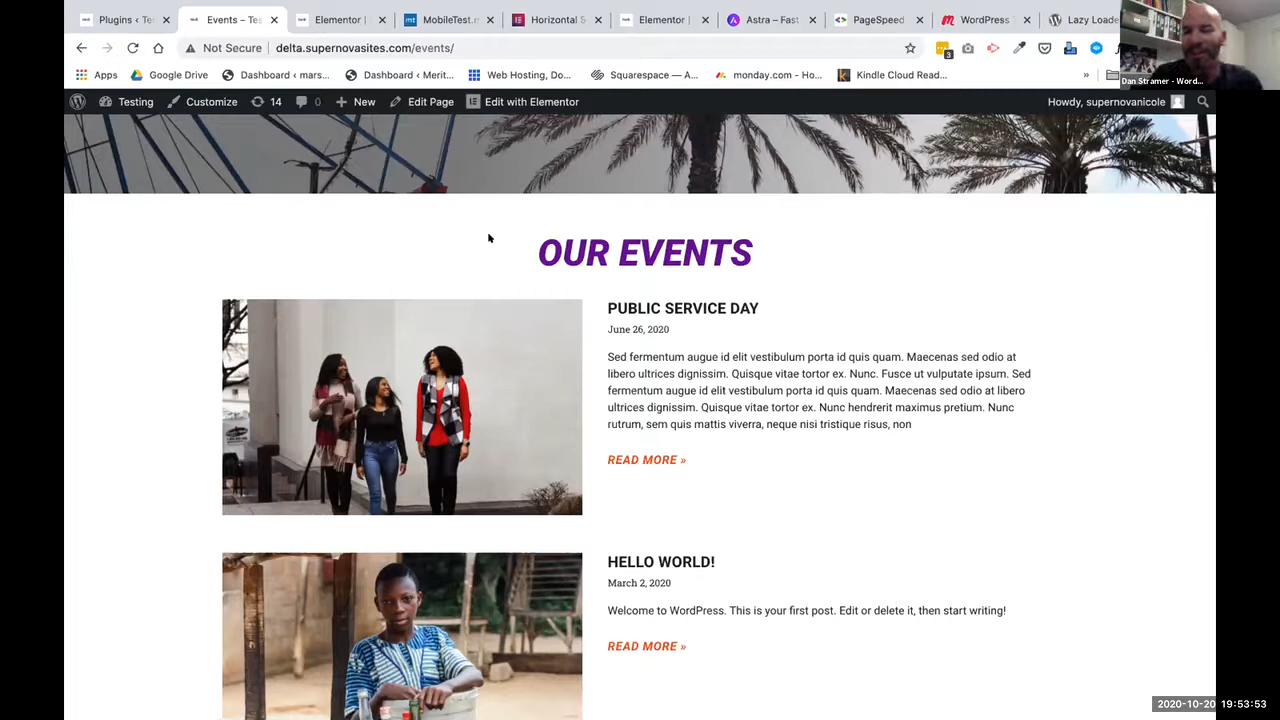 Plugins ‹ Te
Events – Tes
Elementor |
MobileTest.m
Horizontal S
Elementor |
Astra – Fast
PageSpeed
WordPress
Lazy Loade
Not Secure
delta.supernovasites.com/events/
3
Apps
Google Drive
Dashboard ‹ mars...
Dashboard ‹ Merit...
Web Hosting, Do...
Squarespace — A...
monday.com - Ho...
Kindle Cloud Read...
»
Dan Stramer - Word...
Testing
Customize
14
0
New
Edit Page
Edit with Elementor
Howdy, supernovanicole
OUR EVENTS
PUBLIC SERVICE DAY
June 26, 2020
Sed fermentum augue id elit vestibulum porta id quis quam. Maecenas sed odio at
libero ultrices dignissim. Quisque vitae tortor ex. Nunc. Fusce ut vulputate ipsum. Sed
fermentum augue id elit vestibulum porta id quis quam. Maecenas sed odio at libero
ultrices dignissim. Quisque vitae tortor ex. Nunc hendrerit maximus pretium. Nunc
rutrum, sem quis mattis viverra, neque nisi tristique risus, non
READ MORE »
HELLO WORLD!
March 2, 2020
Welcome to WordPress. This is your first post. Edit or delete it, then start writing!
READ MORE »
2020-10-20 19:53:53